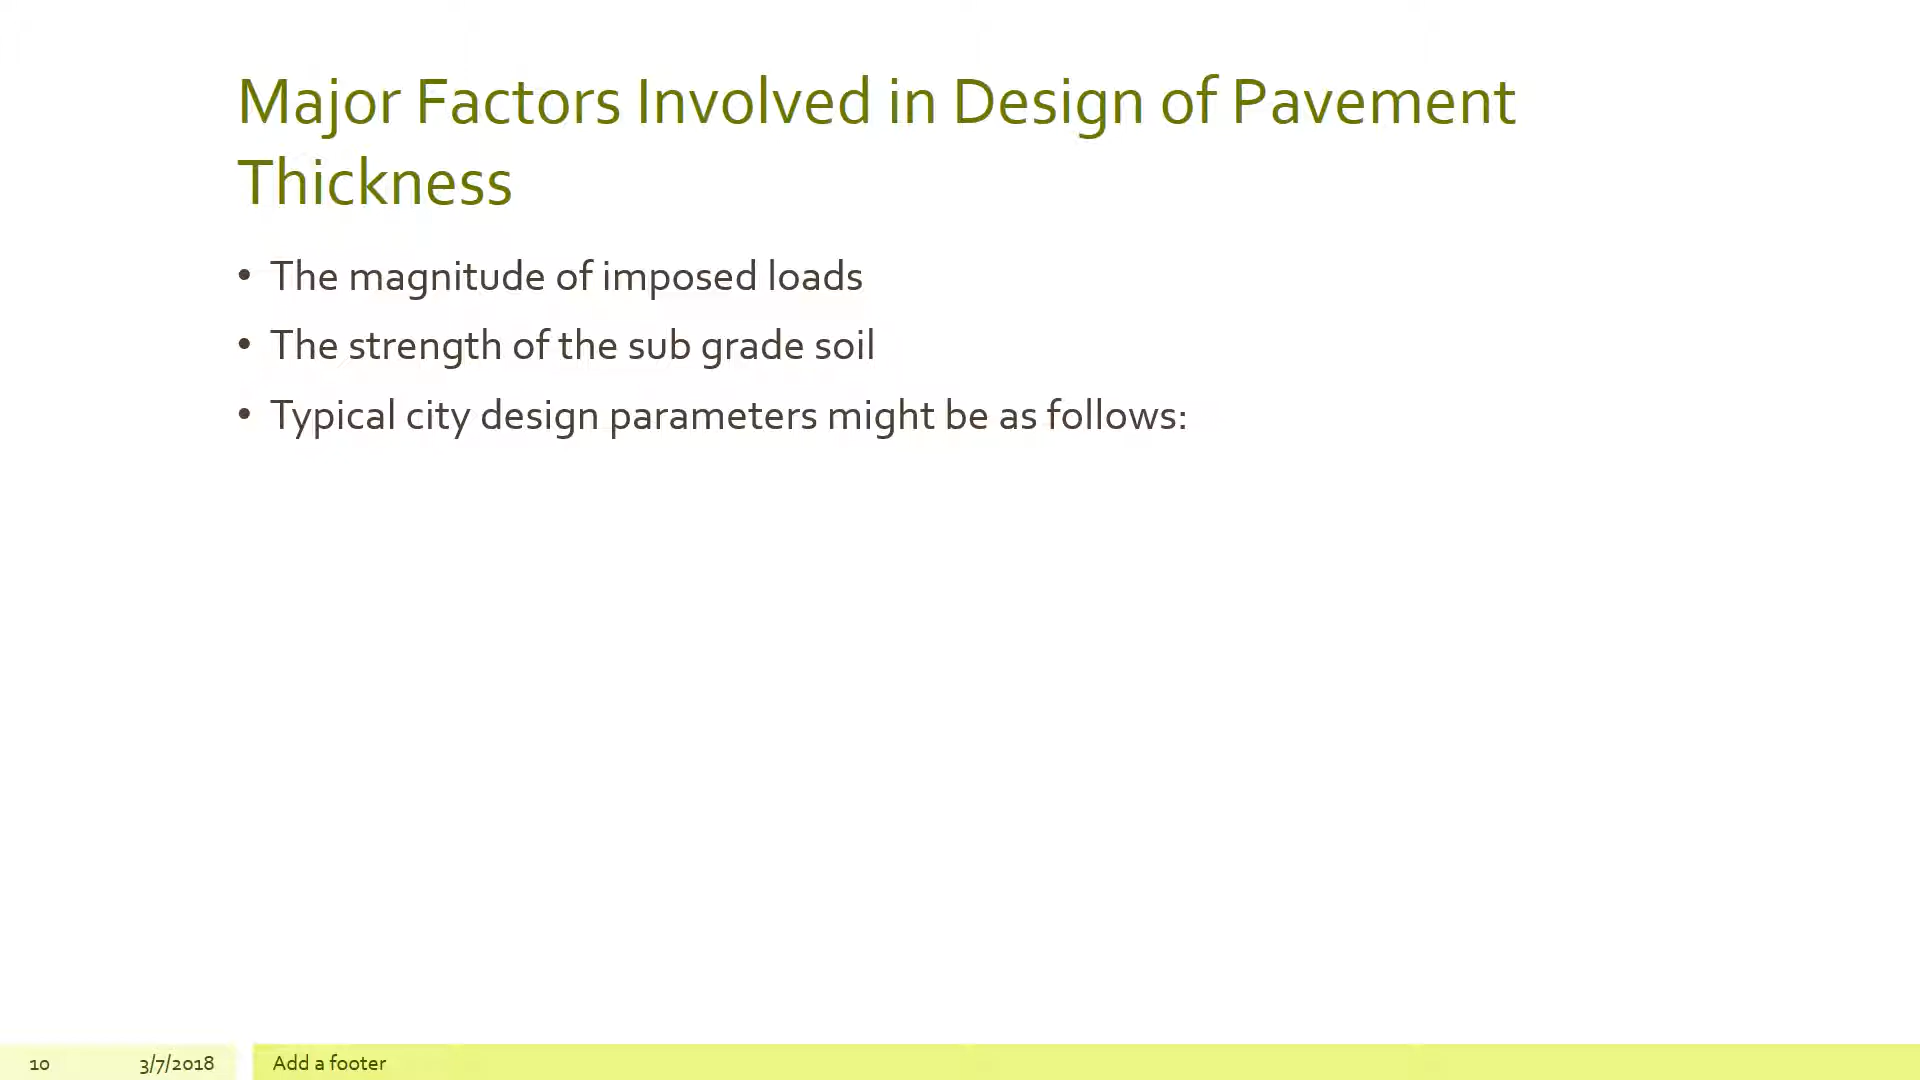 Major Factors Involved in Design of Pavement
Thickness
• The magnitude of imposed loads
• The strength of the sub grade soil
• Typical city design parameters might be as follows:
10 3/7/2018 Add a footer